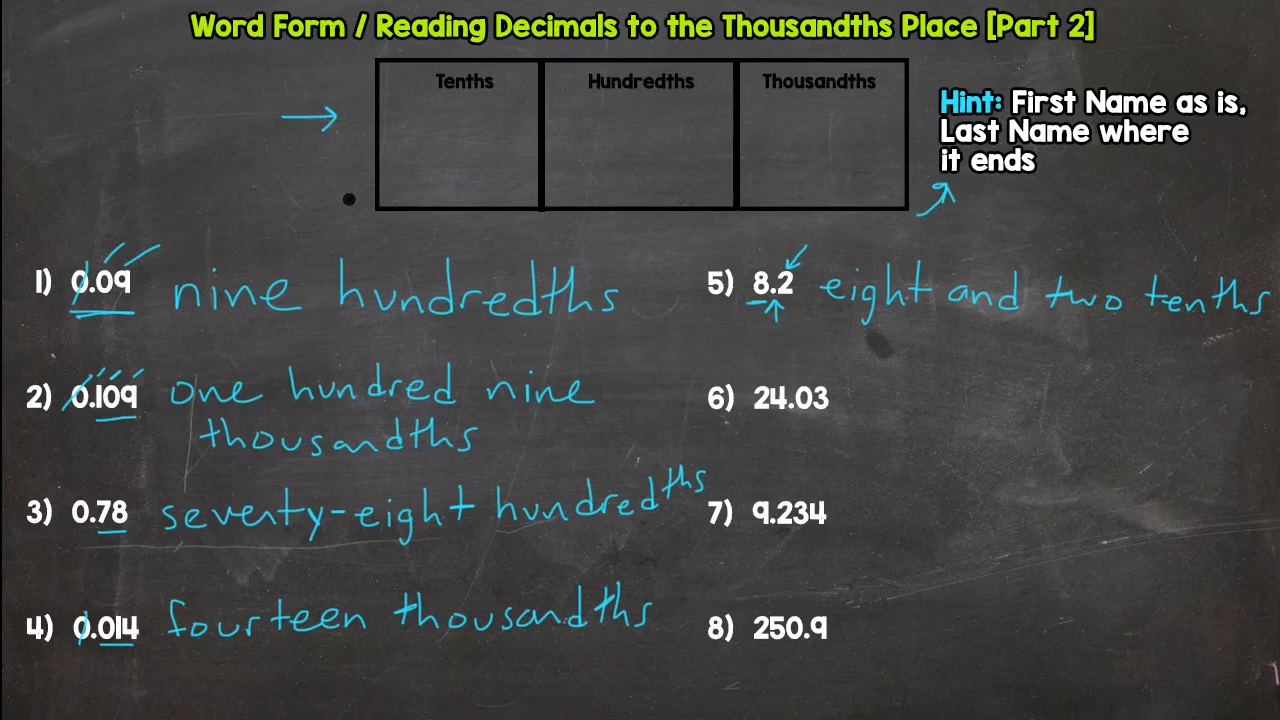 Word Form / Reading Decimals to the Thousandths Place [Part 2]
Tenths Hundredths Thousandths
Hint: First Name as is,
Last Name where
it ends
1) 0.09 nine hundredths
2) 0.109 one hundred nine
thousandths
3) 0.78 seventy-eight hundredths
4) 0.014 fourteen thousandths
5) 8.2 eight and two tenths
6) 24.03
7) 9.234
8) 250.9